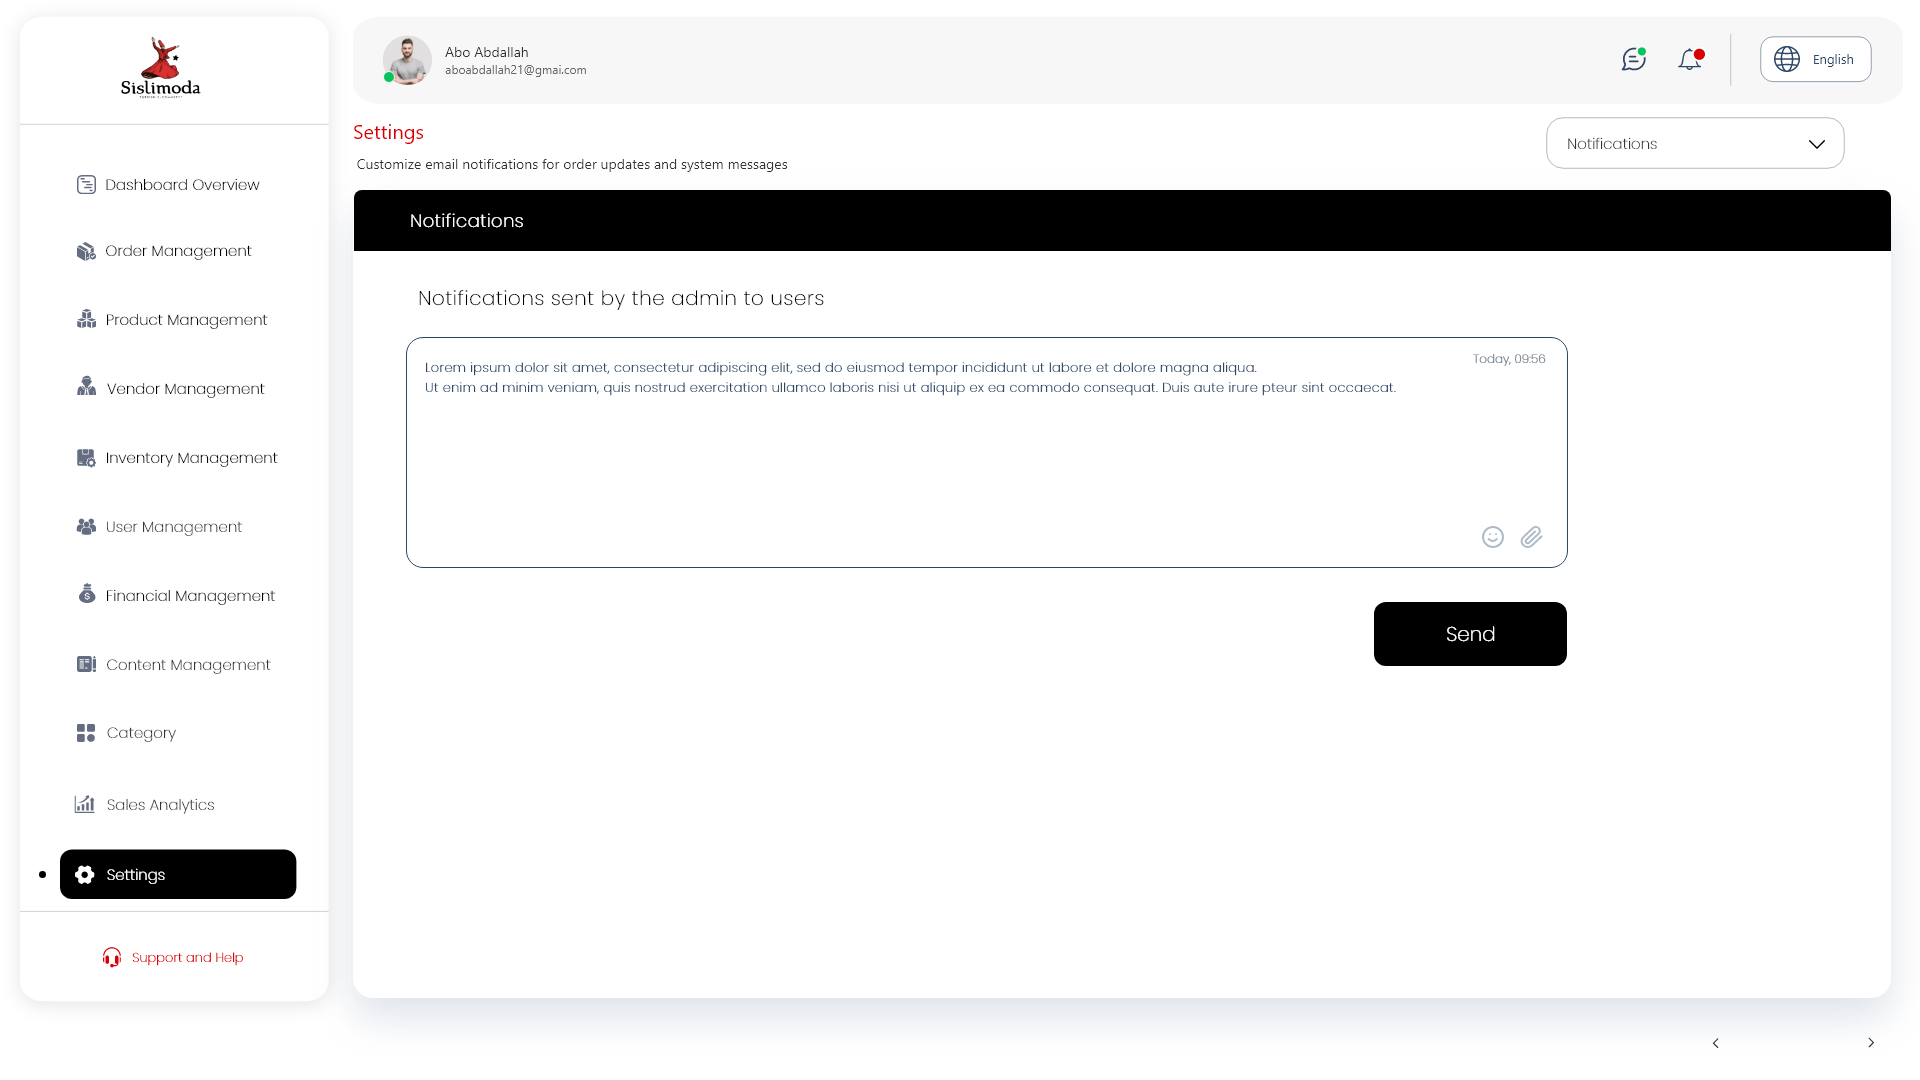 Sislimoda
Dashboard Overview
Order Management
Product Management
Vendor Management
Inventory Management
User Management
Financial Management
Content Management
Category
Sales Analytics
Settings
Support and Help
Abo Abdallah
aboabdallah21@gmai.com
English
Settings
Customize email notifications for order updates and system messages
Notifications
Notifications
Notifications sent by the admin to users
Today, 09:56
Lorem ipsum dolor sit amet, consectetur adipiscing elit, sed do eiusmod tempor incididunt ut labore et dolore magna aliqua.
Ut enim ad minim veniam, quis nostrud exercitation ullamco laboris nisi ut aliquip ex ea commodo consequat. Duis aute irure pteur sint occaecat.
Send